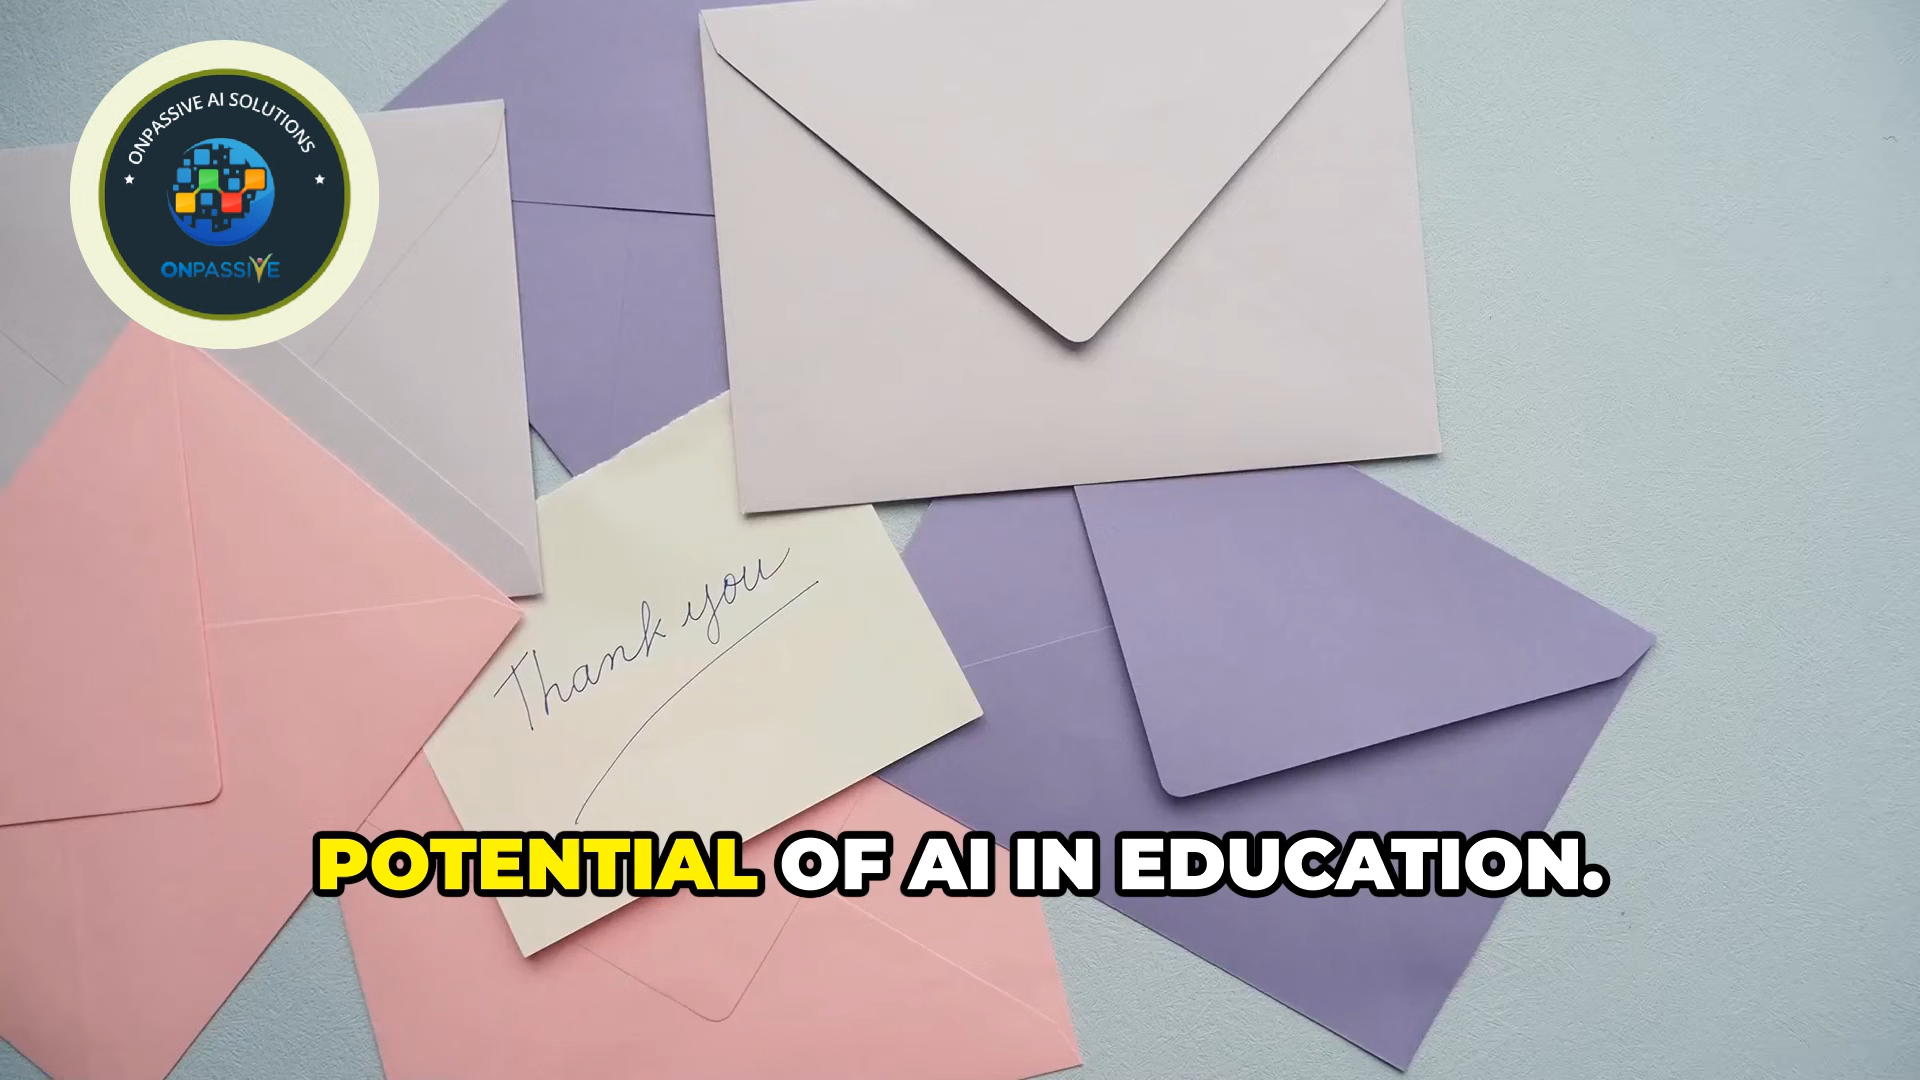 ONPASSIVE AI SOLUTIONS
ONPASSIVE
Thank you
POTENTIAL OF AI IN EDUCATION.